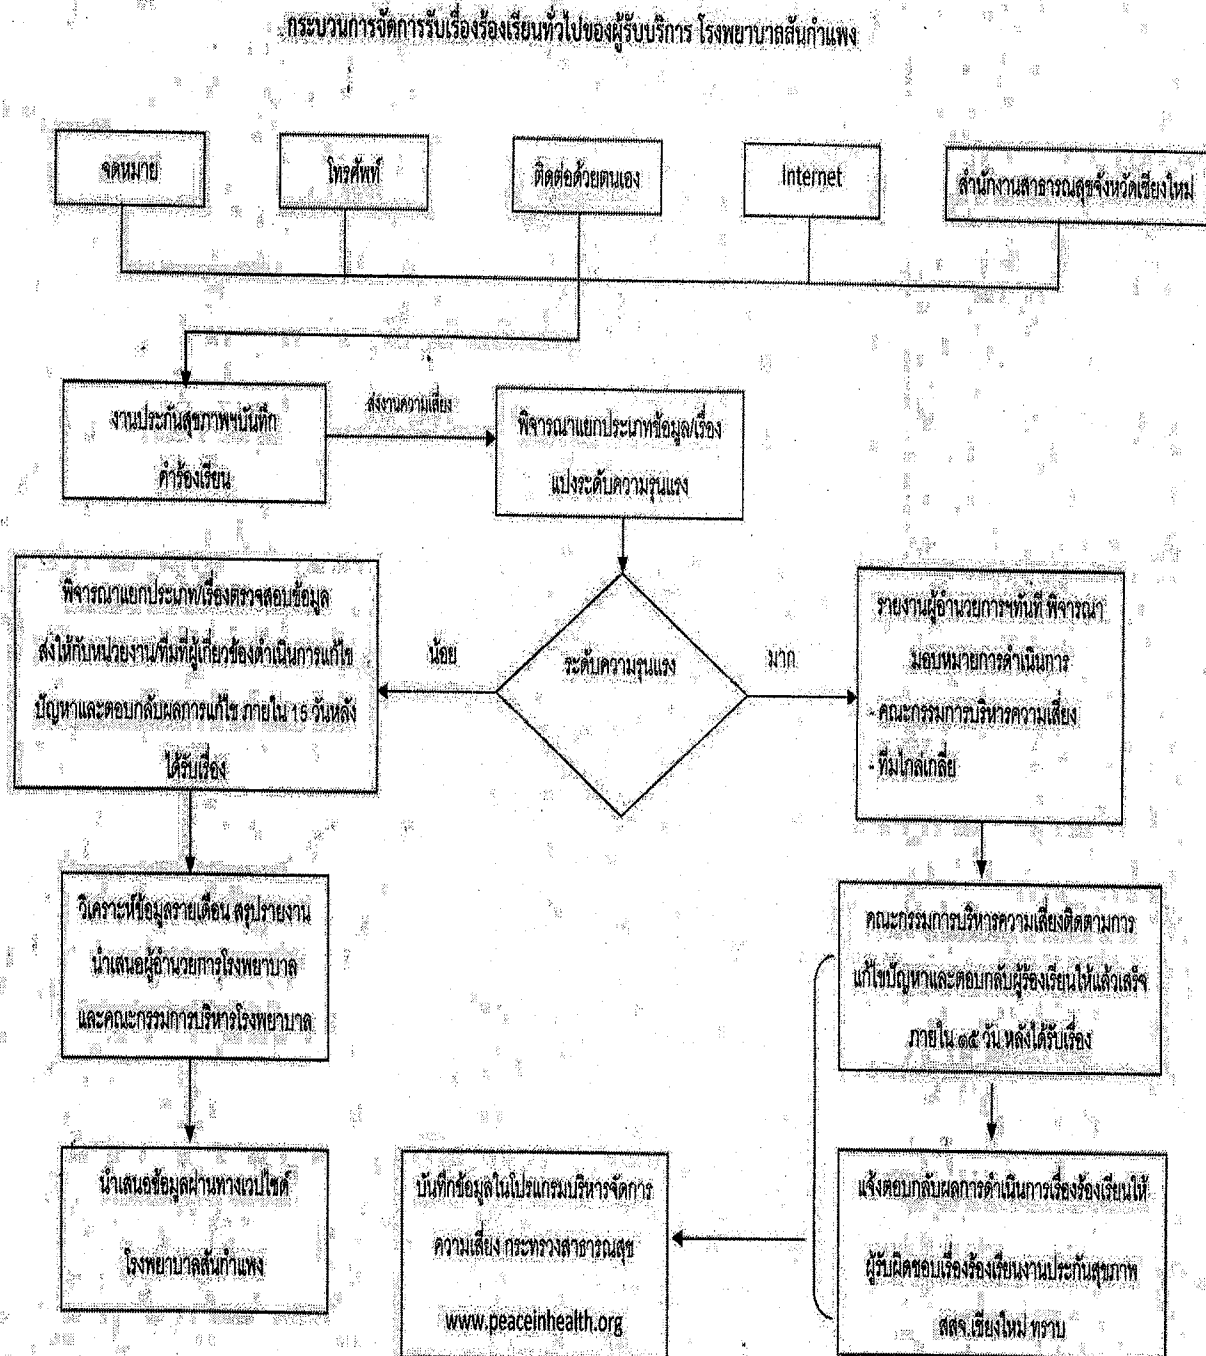 กระบวนการจัดการรับเรื่องร้องเรียนทั่วไปของผู้รับบริการ โรงพยาบาลสันกำแพง
จดหมาย
โทรศัพท์
ติดต่อด้วยตนเอง
Internet
สำนักงานสาธารณสุขจังหวัดเชียงใหม่
งานประกันสุขภาพฯบันทึก
คำร้องเรียน
ส่งงานความเสี่ยง
พิจารณาแยกประเภทข้อมูล/เรื่อง
แบ่งระดับความรุนแรง
ระดับความรุนแรง
น้อย
มาก
พิจารณาแยกประเภท/เรื่องตรวจสอบข้อมูล
ส่งให้กับหน่วยงาน/ทีมที่ผู้เกี่ยวข้องดำเนินการแก้ไข
ปัญหาและตอบกลับผลการแก้ไข ภายใน 15 วันหลัง
ได้รับเรื่อง
รายงานผู้อำนวยการฯทันที พิจารณา
มอบหมายการดำเนินการ
- คณะกรรมการบริหารความเสี่ยง
- ทีมไกล่เกลี่ย
วิเคราะห์ข้อมูลรายเดือน สรุปรายงาน
นำเสนอผู้อำนวยการโรงพยาบาล
และคณะกรรมการบริหารโรงพยาบาล
คณะกรรมการบริหารความเสี่ยงติดตามการ
แก้ไขปัญหาและตอบกลับผู้ร้องเรียนให้แล้วเสร็จ
ภายใน ๑๕ วัน หลังได้รับเรื่อง
นำเสนอข้อมูลผ่านทางเวปไซด์
โรงพยาบาลสันกำแพง
บันทึกข้อมูลในโปรแกรมบริหารจัดการ
ความเสี่ยง กระทรวงสาธารณสุข
www.peaceinhealth.org
แจ้งตอบกลับผลการดำเนินการเรื่องร้องเรียนให้
ผู้รับผิดชอบเรื่องร้องเรียนงานประกันสุขภาพ
สสจ.เชียงใหม่ ทราบ